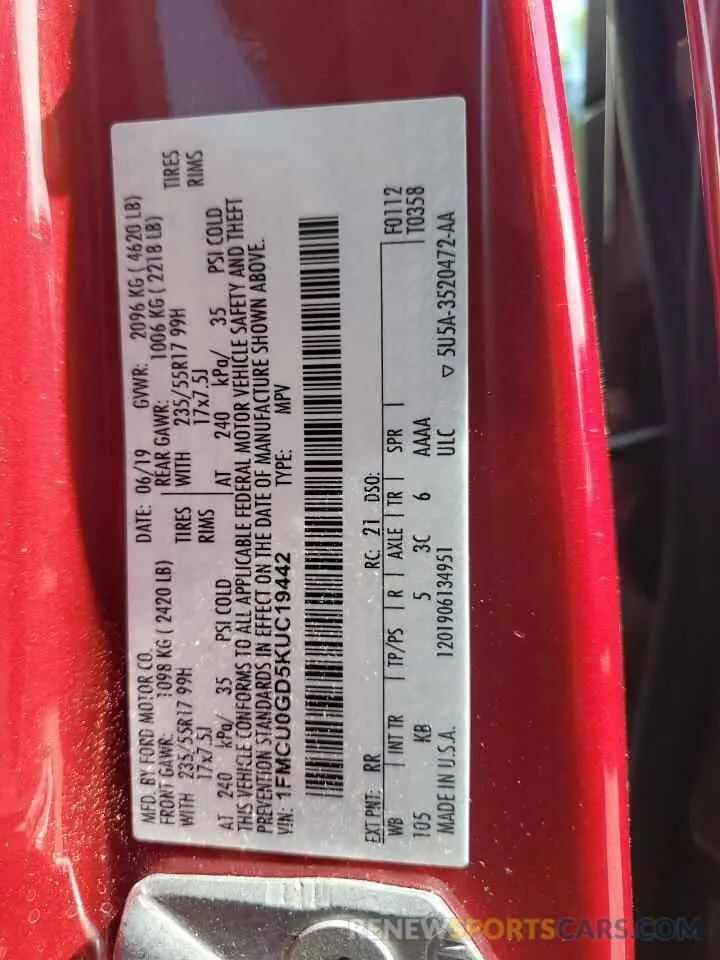 MFD. BY FORD MOTOR CO.
DATE: 06/19 GVWR: 2096 KG ( 4620 LB)
FRONT GAWR: 1098 KG ( 2420 LB) REAR GAWR: 1006 KG ( 2218 LB)
WITH 235/55R17 99H TIRES WITH 235/55R17 99H TIRES
17x7.5J RIMS 17x7.5J RIMS
AT 240 kPa/ 35 PSI COLD AT 240 kPa/ 35 PSI COLD
THIS VEHICLE CONFORMS TO ALL APPLICABLE FEDERAL MOTOR VEHICLE SAFETY AND THEFT
PREVENTION STANDARDS IN EFFECT ON THE DATE OF MANUFACTURE SHOWN ABOVE.
VIN: 1FMCU0GD5KUC19442 TYPE: MPV
EXT PNT: RR RC: 21 DSO: F0112
WB INT TR TP/PS R AXLE TR SPR T0358
105 KB 5 3C 6 AAAA
MADE IN U.S.A. 1201906134951 ULC ▽ 5U5A-3520472-AA
RENEWSPORTSCARS.COM